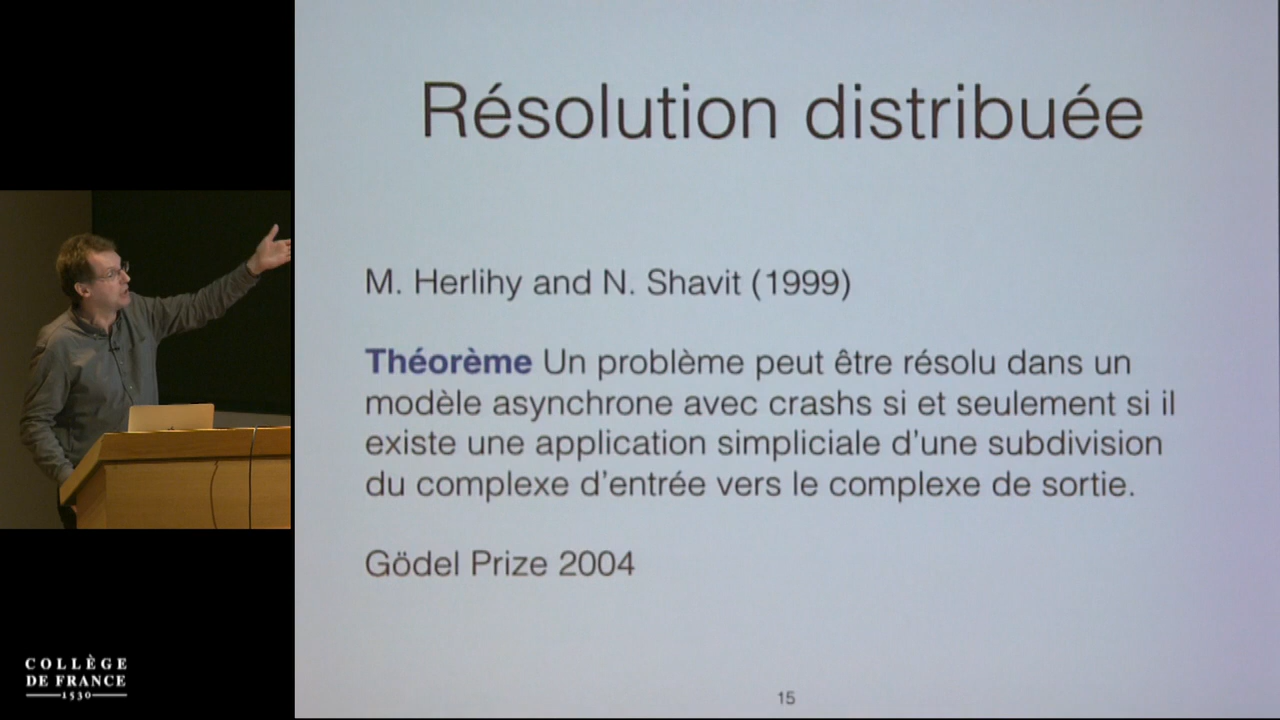 Résolution distribuée
M. Herlihy and N. Shavit (1999)
Théorème Un problème peut être résolu dans un
modèle asynchrone avec crashs si et seulement si il
existe une application simpliciale d'une subdivision
du complexe d'entrée vers le complexe de sortie.
Gödel Prize 2004
15
COLLÈGE
DE FRANCE
1530